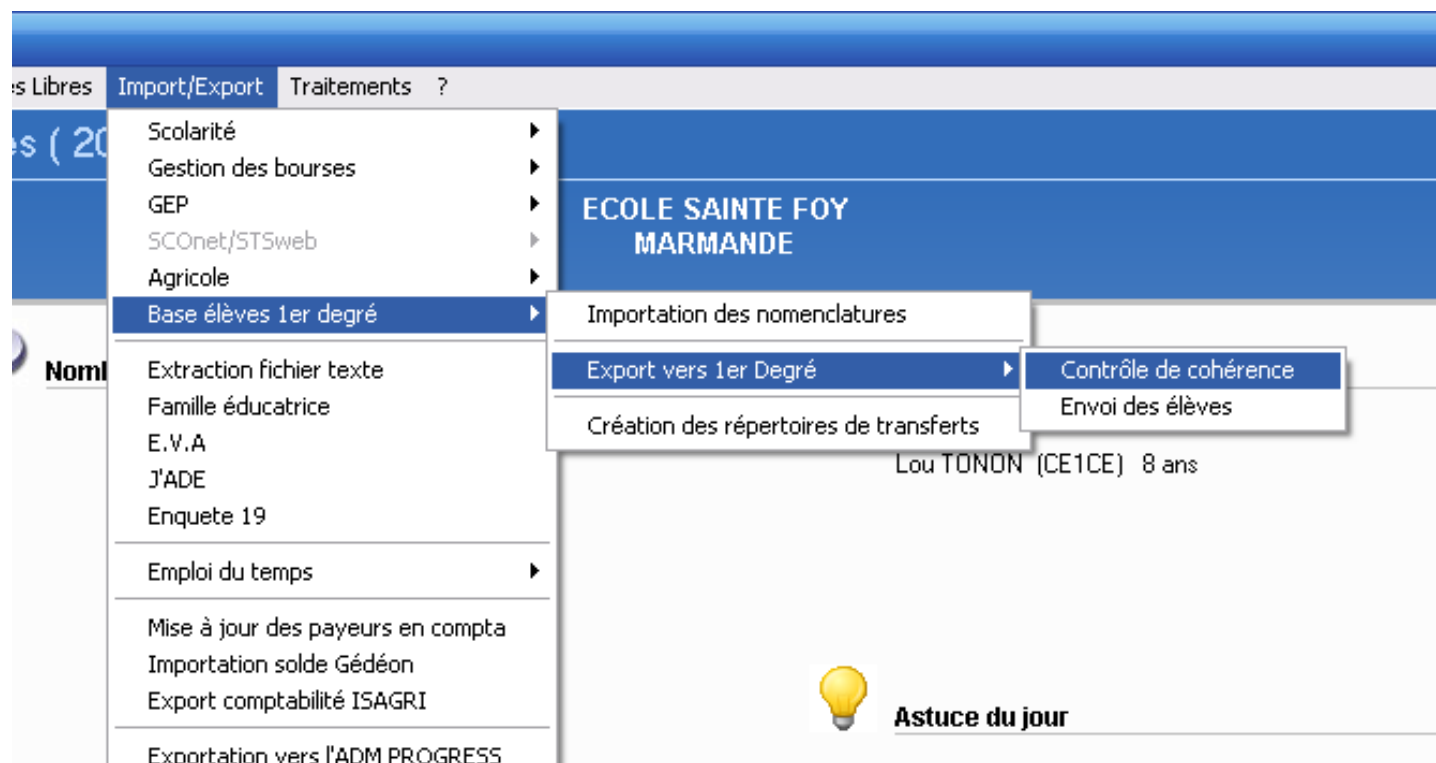 es Libres Import/Export Traitements ?
es ( 20
ECOLE SAINTE FOY
MARMANDE
Scolarité
Gestion des bourses
GEP
SCOnet/STSweb
Agricole
Base élèves 1er degré
Extraction fichier texte
Famille éducatrice
E.V.A
J'ADE
Enquete 19
Emploi du temps
Mise à jour des payeurs en compta
Importation solde Gédéon
Export comptabilité ISAGRI
Exportation vers l'ADM PROGRESS
Importation des nomenclatures
Export vers 1er Degré
Création des répertoires de transferts
Contrôle de cohérence
Envoi des élèves
Noml
Lou TONON (CE1CE) 8 ans
Astuce du jour